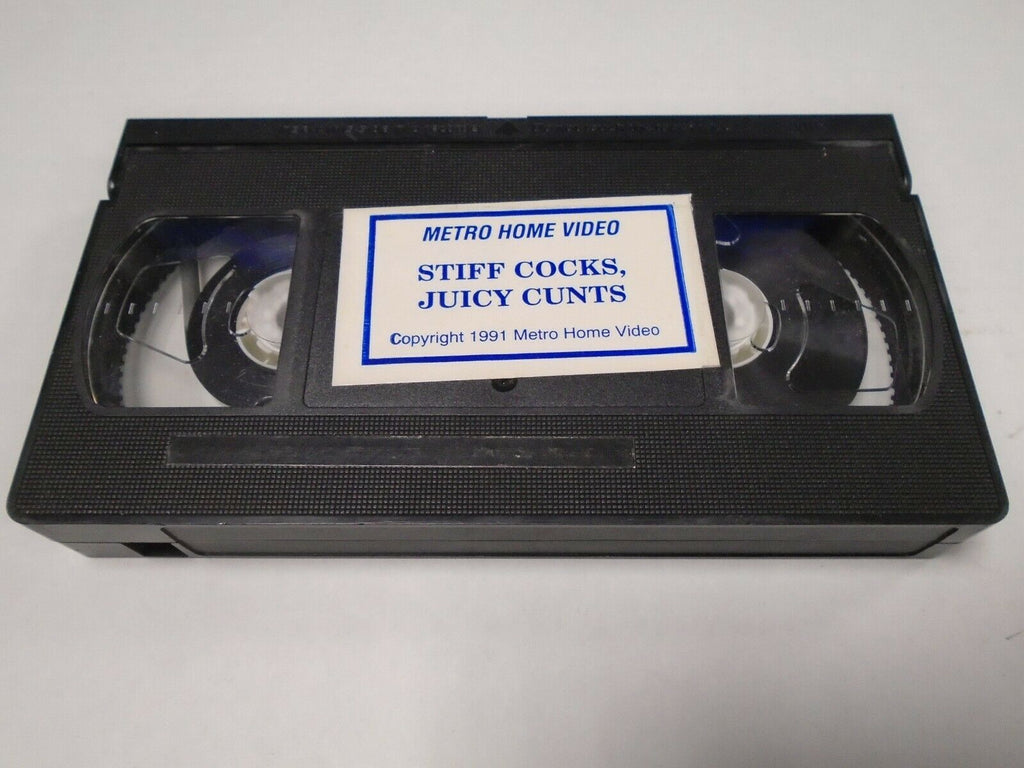 METRO HOME VIDEO
STIFF COCKS,
JUICY CUNTS
Copyright 1991 Metro Home Video